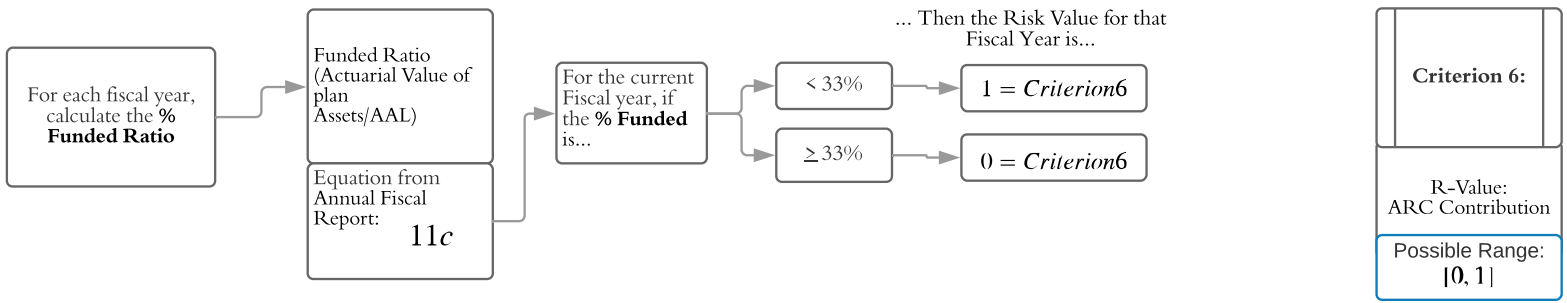 For each fiscal year,
calculate the %
Funded Ratio
Funded Ratio
(Actuarial Value of
plan
Assets/AAL)
Equation from
Annual Fiscal
Report:
11c
For the current
Fiscal year, if
the % Funded
is...
< 33%
≥ 33%
... Then the Risk Value for that
Fiscal Year is...
1 = Criterion6
0 = Criterion6
Criterion 6:
R-Value:
ARC Contribution
Possible Range:
[0, 1]